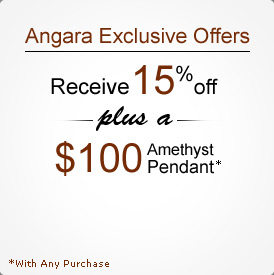 Angara Exclusive Offers
Receive 15% off
plus a
$100 Amethyst
Pendant*
*With Any Purchase